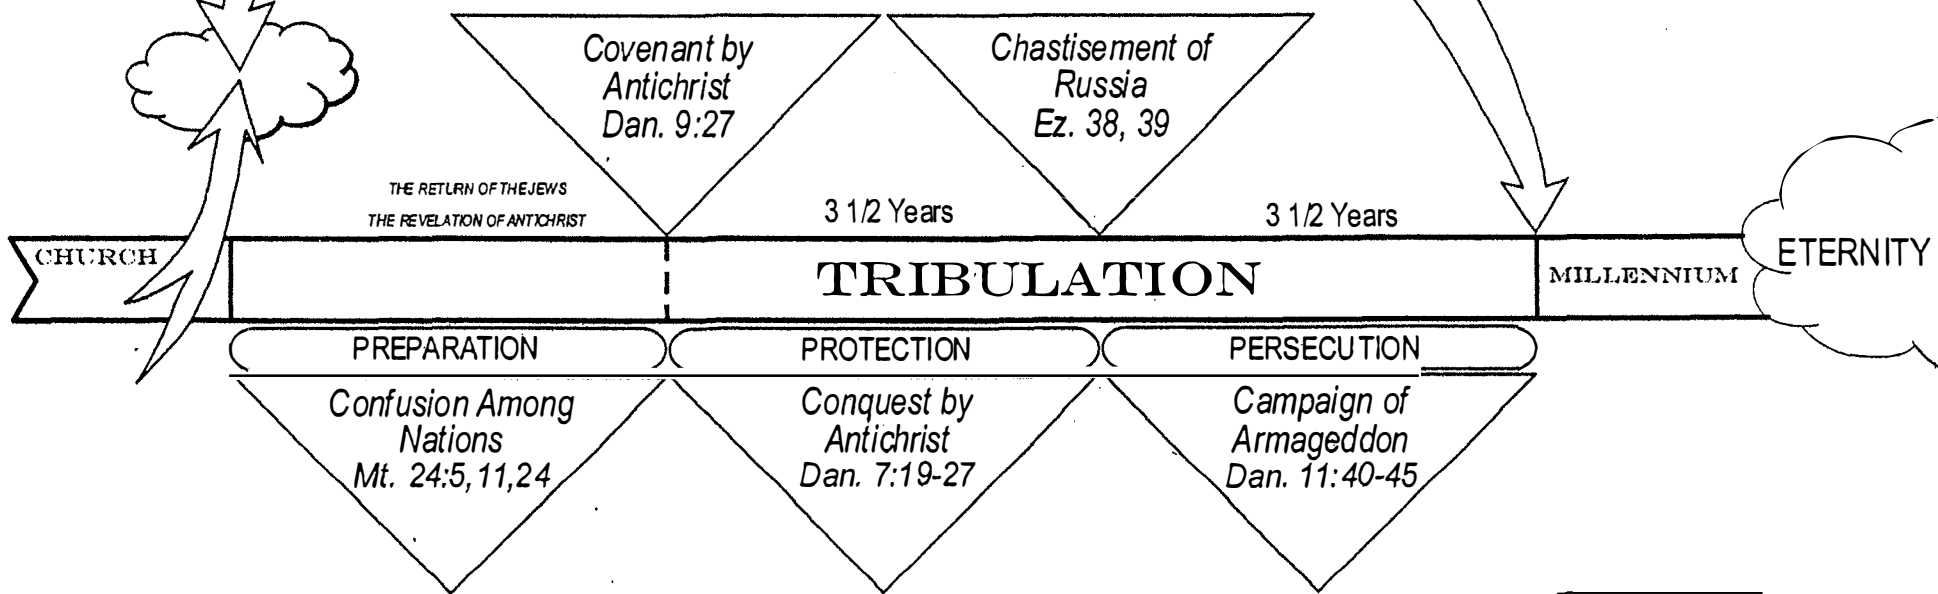 Covenant by
Antichrist
Dan. 9:27
Chastisement of
Russia
Ez. 38, 39
THE RETURN OF THE JEWS
THE REVELATION OF ANTICHRIST
3 1/2 Years
3 1/2 Years
CHURCH
TRIBULATION
MILLENNIUM
ETERNITY
PREPARATION
PROTECTION
PERSECUTION
Confusion Among
Nations
Mt. 24:5,11,24
Conquest by
Antichrist
Dan. 7:19-27
Campaign of
Armageddon
Dan. 11:40-45